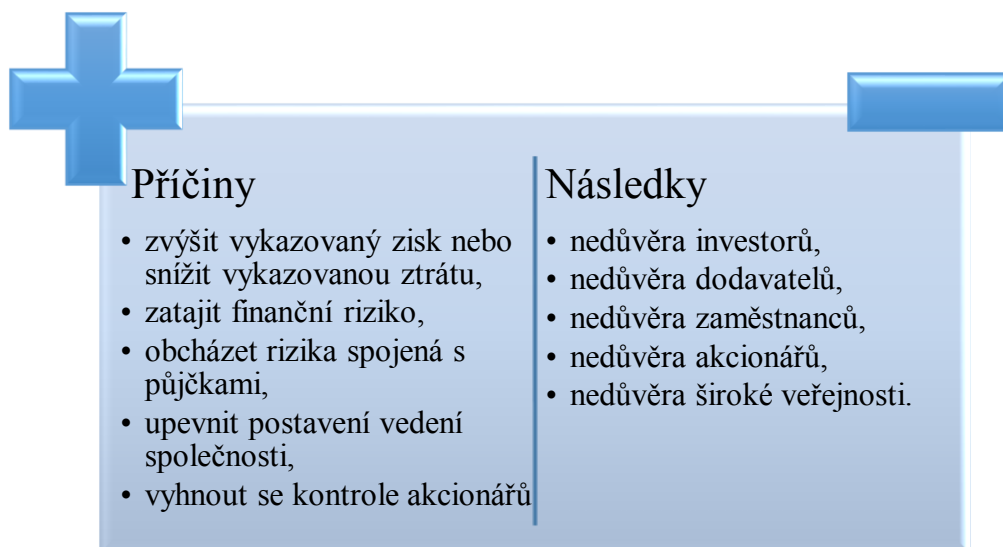 Příčiny
• zvýšit vykazovaný zisk nebo
snížit vykazovanou ztrátu,
• zatajit finanční riziko,
• obcházet rizika spojená s
půjčkami,
• upevnit postavení vedení
společnosti,
• vyhnout se kontrole akcionářů
Následky
• nedůvěra investorů,
• nedůvěra dodavatelů,
• nedůvěra zaměstnanců,
• nedůvěra akcionářů,
• nedůvěra široké veřejnosti.